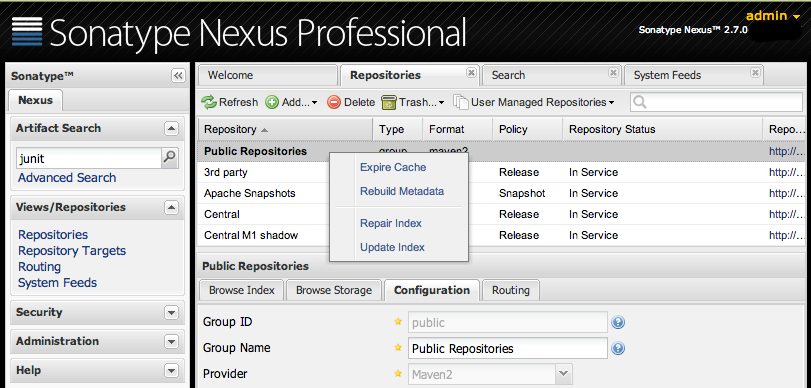 admin
Sonatype Nexus Professional
Sonatype Nexus™ 2.7.0
Sonatype™
Nexus
Artifact Search
junit
Advanced Search
Views/Repositories
Repositories
Repository Targets
Routing
System Feeds
Security
Administration
Help
Welcome Repositories Search System Feeds
Refresh Add... Delete Trash... User Managed Repositories
Repository Type Format Policy Repository Status Repo...
Public Repositories group maven2 http://...
3rd party Release In Service http://...
Apache Snapshots Snapshot In Service http://...
Central Release In Service http://...
Central M1 shadow Release In Service http://...
Expire Cache
Rebuild Metadata
Repair Index
Update Index
Public Repositories
Browse Index Browse Storage Configuration Routing
Group ID public
Group Name Public Repositories
Provider Maven2